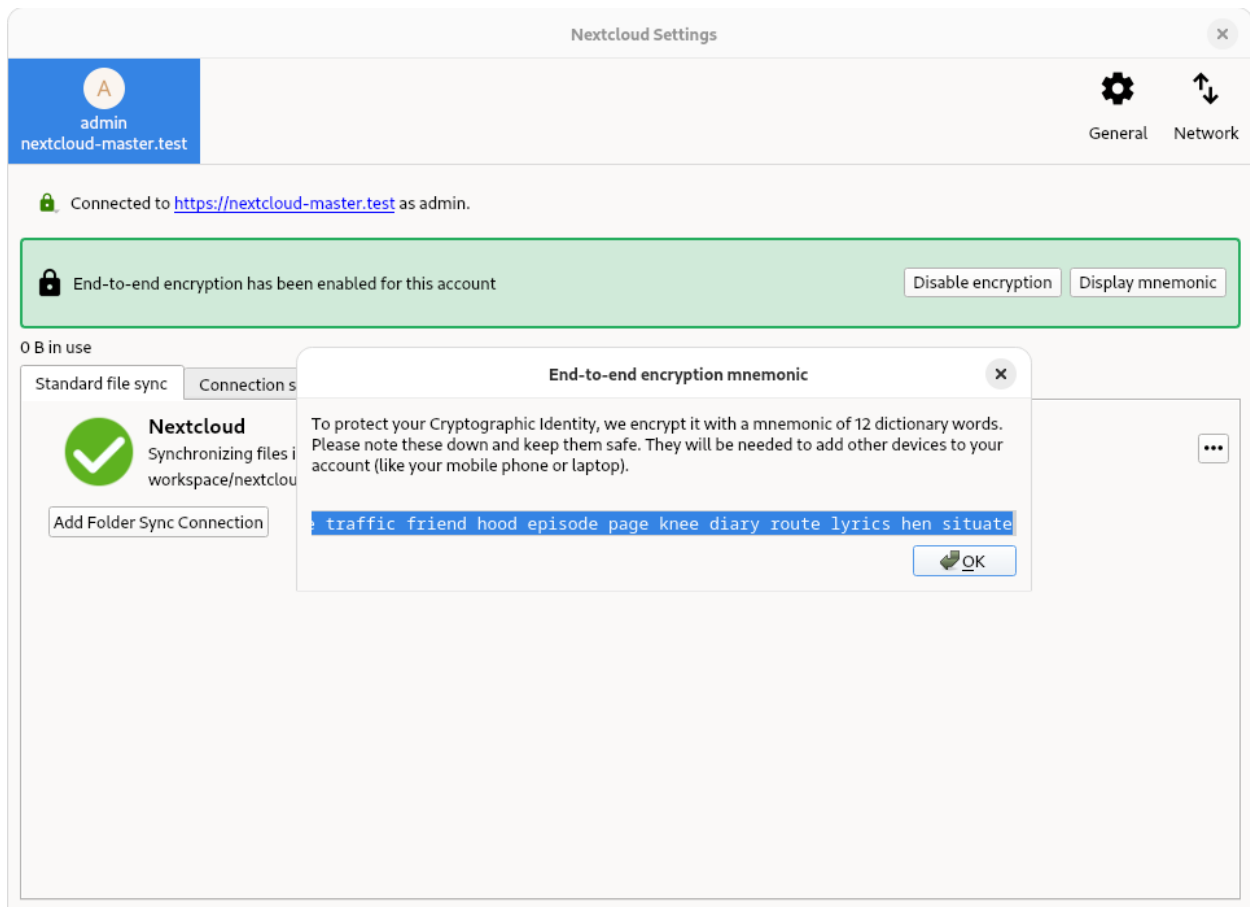 Nextcloud Settings
A
admin
nextcloud-master.test
General
Network
Connected to https://nextcloud-master.test as admin.
End-to-end encryption has been enabled for this account
Disable encryption
Display mnemonic
0 B in use
Standard file sync
Connection s
End-to-end encryption mnemonic
To protect your Cryptographic Identity, we encrypt it with a mnemonic of 12 dictionary words.
Please note these down and keep them safe. They will be needed to add other devices to your
account (like your mobile phone or laptop).
traffic friend hood episode page knee diary route lyrics hen situate
OK
Nextcloud
Synchronizing files i
workspace/nextclou
Add Folder Sync Connection